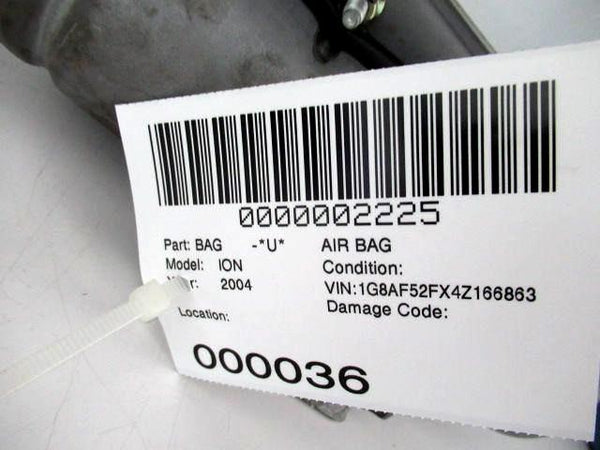 0000002225
Part: BAG -*U* AIR BAG
Model: ION Condition:
2004 VIN:1G8AF52FX4Z166863
Location: Damage Code:
000036